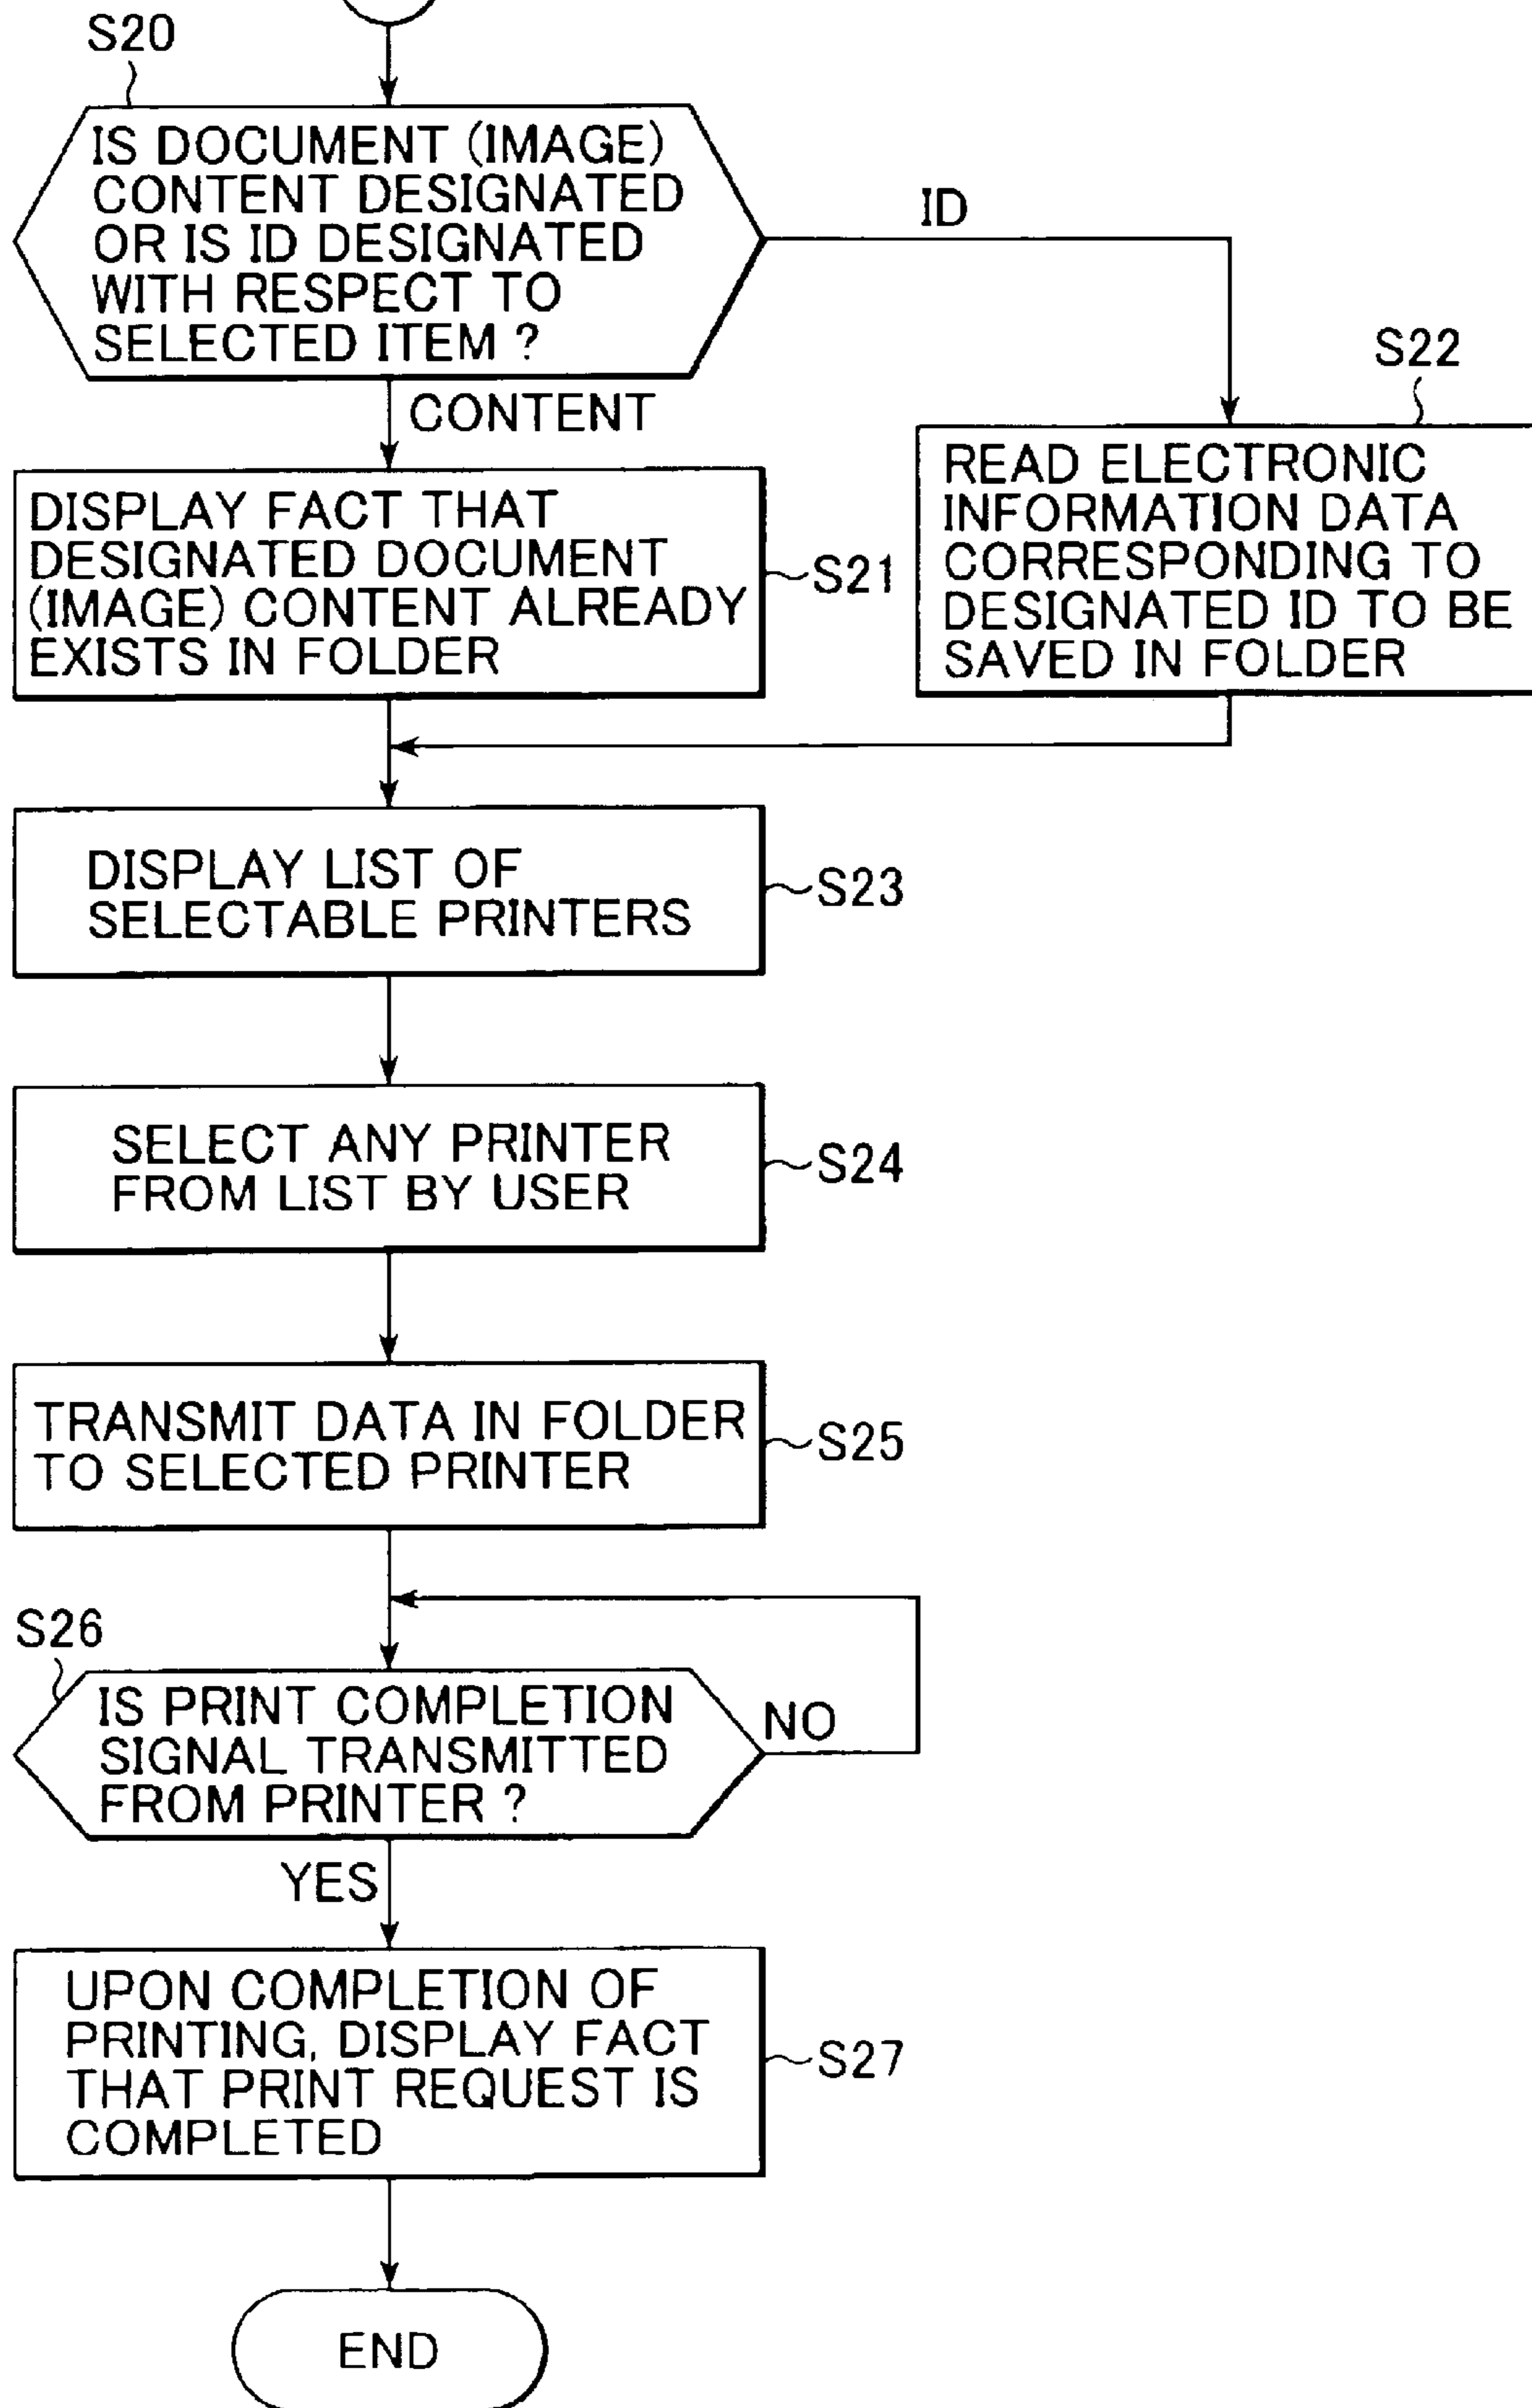 S20
IS DOCUMENT (IMAGE)
CONTENT DESIGNATED
OR IS ID DESIGNATED
WITH RESPECT TO
SELECTED ITEM ?
ID
CONTENT
S22
READ ELECTRONIC
INFORMATION DATA
CORRESPONDING TO
DESIGNATED ID TO BE
SAVED IN FOLDER
DISPLAY FACT THAT
DESIGNATED DOCUMENT
(IMAGE) CONTENT ALREADY
EXISTS IN FOLDER
S21
DISPLAY LIST OF
SELECTABLE PRINTERS
S23
SELECT ANY PRINTER
FROM LIST BY USER
S24
TRANSMIT DATA IN FOLDER
TO SELECTED PRINTER
S25
S26
IS PRINT COMPLETION
SIGNAL TRANSMITTED
FROM PRINTER ?
NO
YES
UPON COMPLETION OF
PRINTING, DISPLAY FACT
THAT PRINT REQUEST IS
COMPLETED
S27
END